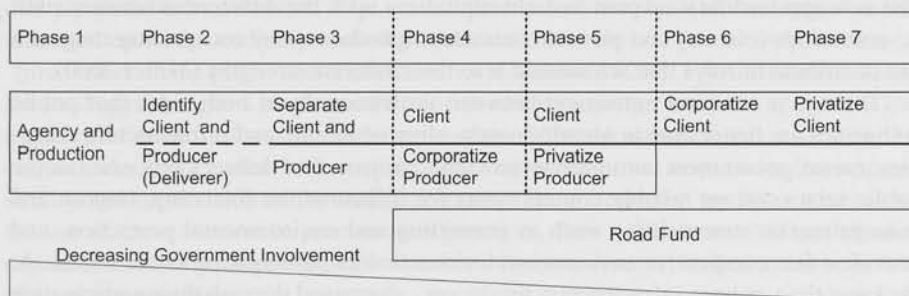 Phase 1 Phase 2 Phase 3 Phase 4 Phase 5 Phase 6 Phase 7
Agency and
Production
Identify
Client and
Producer
(Deliverer)
Separate
Client and
Producer
Client
Corporatize
Producer
Client
Privatize
Producer
Corporatize
Client
Privatize
Client
Road Fund
Decreasing Government Involvement